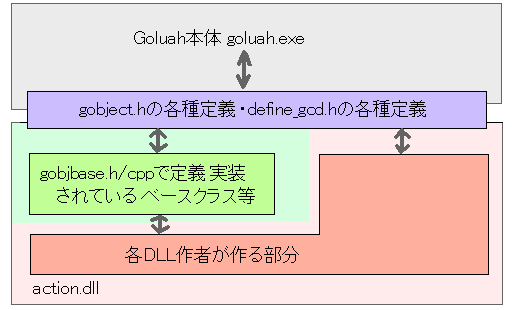 Goluah本体 goluah.exe
gobject.hの各種定義・define_gcd.hの各種定義
gobjbase.h/cppで定義 実装
されている ベースクラス等
各DLL作者が作る部分
action.dll